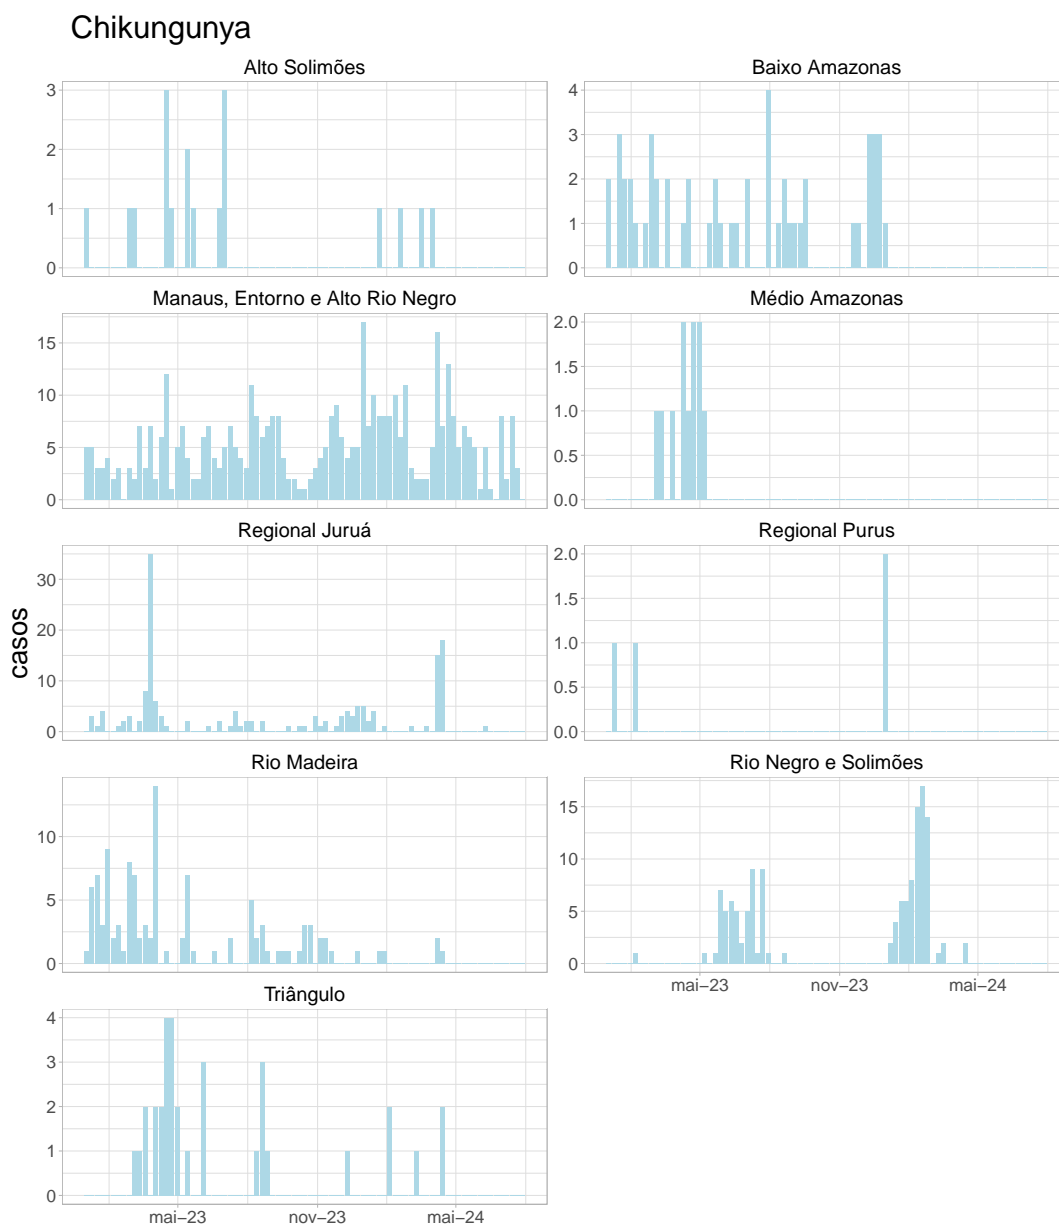 Chikungunya
Alto Solimões
Baixo Amazonas
3
2
1
0
4
3
2
1
0
Manaus, Entorno e Alto Rio Negro
Médio Amazonas
15
10
5
0
2.0
1.5
1.0
0.5
0.0
Regional Juruá
Regional Purus
casos
30
20
10
0
2.0
1.5
1.0
0.5
0.0
Rio Madeira
Rio Negro e Solimões
10
5
0
15
10
5
0
mai−23
nov−23
mai−24
Triângulo
4
3
2
1
0
mai−23
nov−23
mai−24